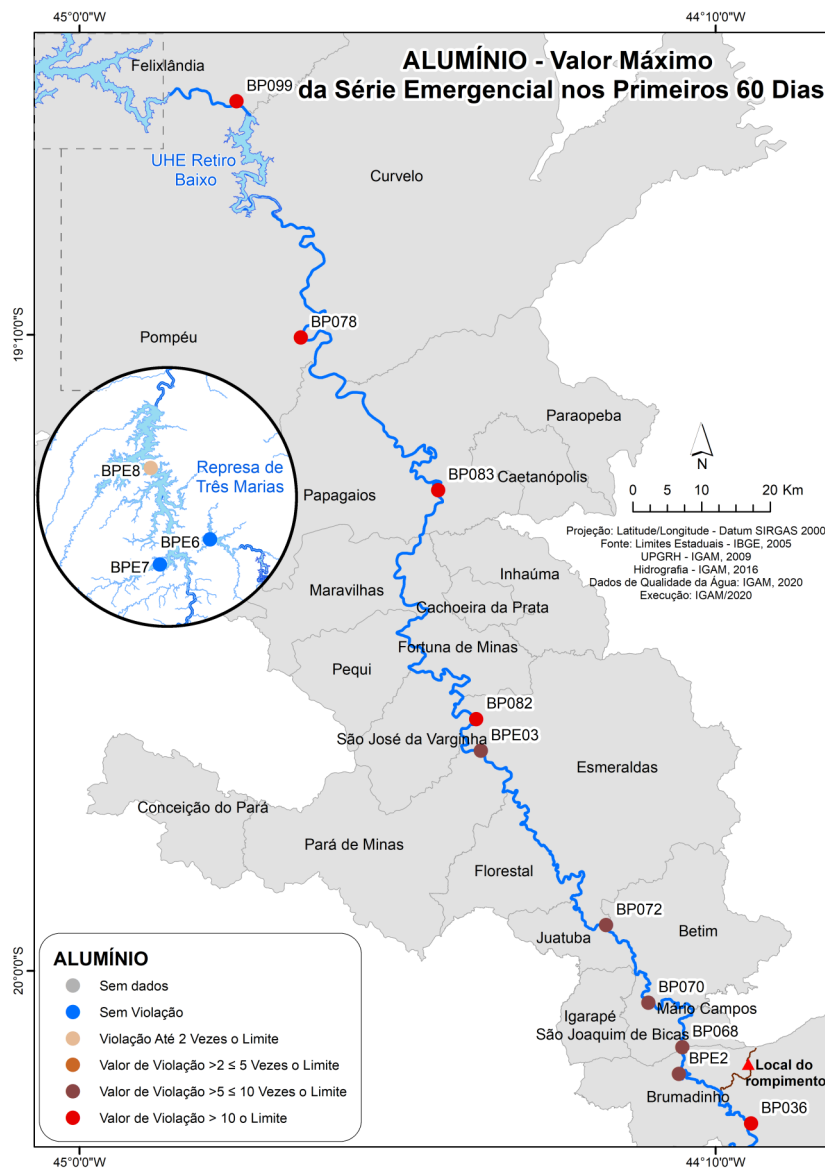 45°0'0"W
44°10'0"W
ALUMÍNIO - Valor Máximo
da Série Emergencial nos Primeiros 60 Dias
Felixlândia
BP099
UHE Retiro
Baixo
Curvelo
19°10'0"S
BP078
Pompéu
Paraopeba
BPE8
Represa de
Três Marias
BP083
Caetanópolis
N
Papagaios
0 5 10 20 Km
BPE6
BPE7
Projeção: Latitude/Longitude - Datum SIRGAS 2000
Fonte: Limites Estaduais - IBGE, 2005
UPGRH - IGAM, 2009
Hidrografia - IGAM, 2016
Dados de Qualidade da Água: IGAM, 2020
Execução: IGAM/2020
Inhaúma
Maravilhas
Cachoeira da Prata
Fortuna de Minas
Pequi
BP082
São José da Varginha
BPE03
Esmeraldas
Conceição do Pará
Pará de Minas
Florestal
BP072
Juatuba
Betim
20°0'0"S
BP070
Mário Campos
Igarapé
São Joaquim de Bicas
BP068
BPE2
Local do
rompimento
Brumadinho
BP036
ALUMÍNIO
Sem dados
Sem Violação
Violação Até 2 Vezes o Limite
Valor de Violação >2 ≤ 5 Vezes o Limite
Valor de Violação >5 ≤ 10 Vezes o Limite
Valor de Violação > 10 o Limite
45°0'0"W
44°10'0"W